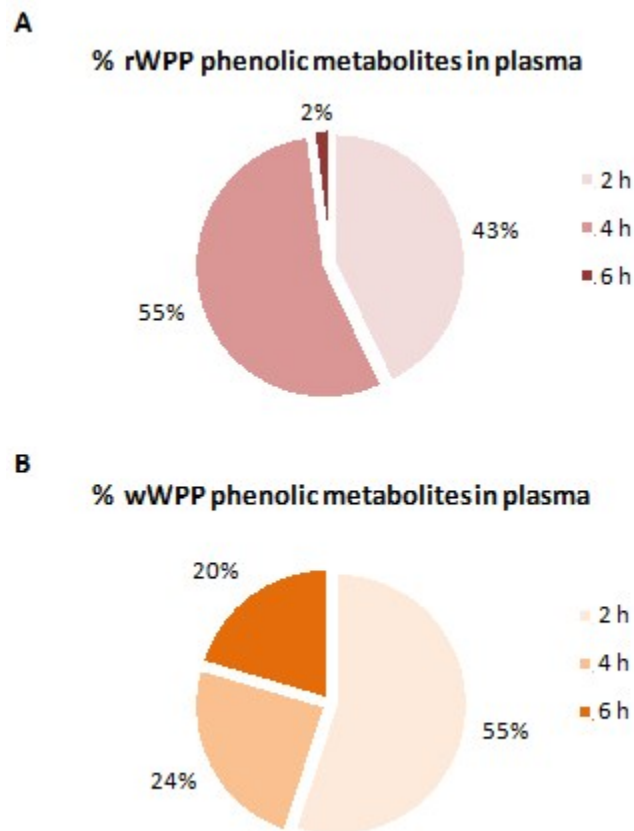 A
% rWPP phenolic metabolites in plasma
2%
2 h
43%
4 h
6 h
55%
B
% wWPP phenolic metabolites in plasma
20%
2 h
4 h
6 h
55%
24%